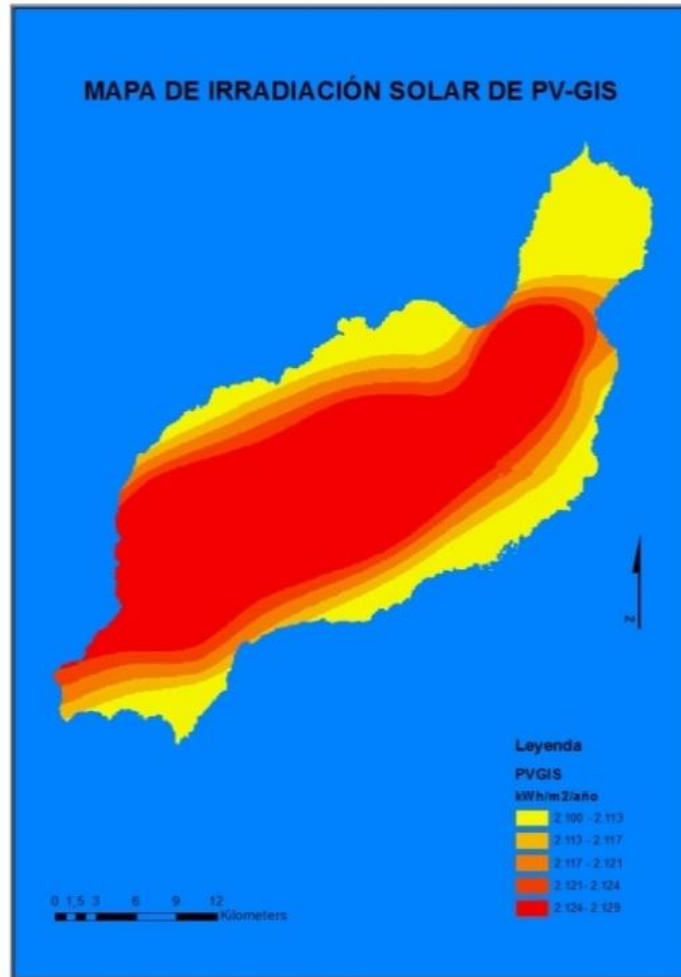 MAPA DE IRRADIACIÓN SOLAR DE PV-GIS
N
Leyenda
PVGIS
kWh/m2/año
2.100 - 2.113
2.113 - 2.117
2.117 - 2.121
2.121- 2.124
2.124- 2.129
0 1,5 3 6 9 12
Kilometers